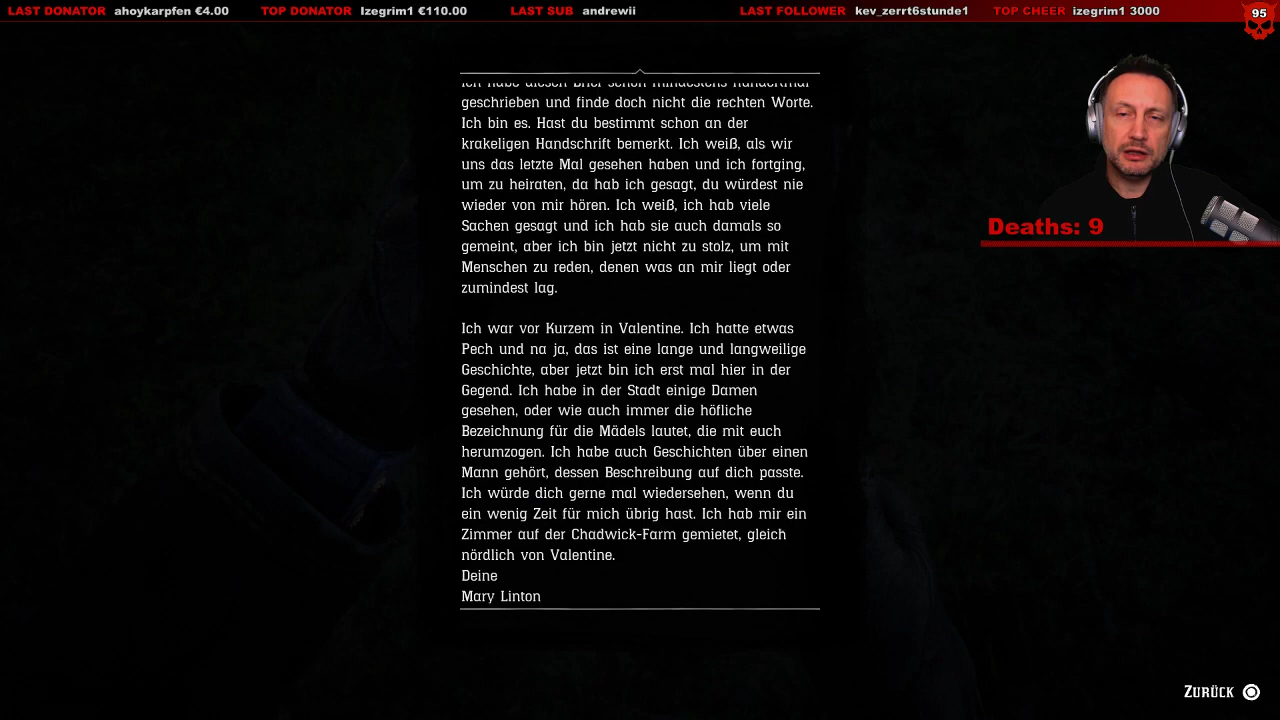 LAST DONATOR ahoykarpfen €4.00 TOP DONATOR Izegrim1 €110.00 LAST SUB andrewii LAST FOLLOWER kev_zerrt6stunde1 TOP CHEER izegrim1 3000 95
Ich habe diesen Brief schon mindestens hundertmal
geschrieben und finde doch nicht die rechten Worte.
Ich bin es. Hast du bestimmt schon an der
krakeligen Handschrift bemerkt. Ich weiß, als wir
uns das letzte Mal gesehen haben und ich fortging,
um zu heiraten, da hab ich gesagt, du würdest nie
wieder von mir hören. Ich weiß, ich hab viele
Sachen gesagt und ich hab sie auch damals so
gemeint, aber ich bin jetzt nicht zu stolz, um mit
Menschen zu reden, denen was an mir liegt oder
zumindest lag.
Ich war vor Kurzem in Valentine. Ich hatte etwas
Pech und na ja, das ist eine lange und langweilige
Geschichte, aber jetzt bin ich erst mal hier in der
Gegend. Ich habe in der Stadt einige Damen
gesehen, oder wie auch immer die höfliche
Bezeichnung für die Mädels lautet, die mit euch
herumzogen. Ich habe auch Geschichten über einen
Mann gehört, dessen Beschreibung auf dich passte.
Ich würde dich gerne mal wiedersehen, wenn du
ein wenig Zeit für mich übrig hast. Ich hab mir ein
Zimmer auf der Chadwick-Farm gemietet, gleich
nördlich von Valentine.
Deine
Mary Linton
Deaths: 9
ZURÜCK